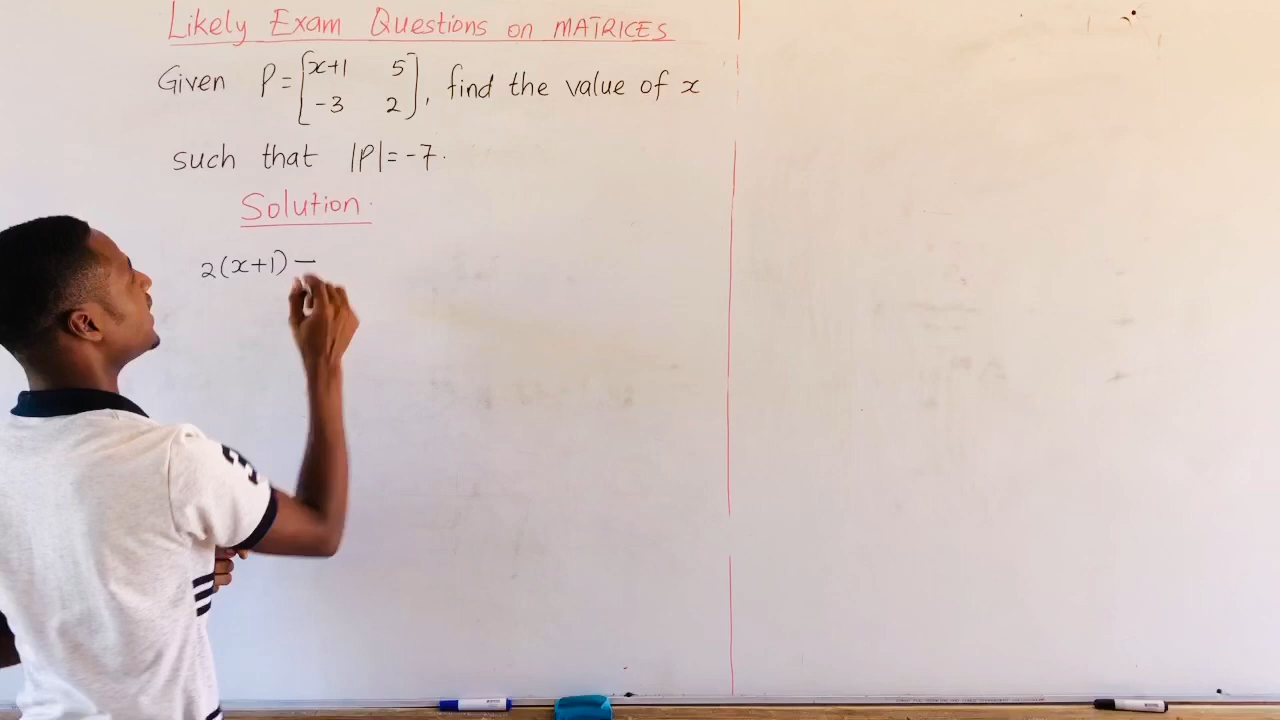 Likely Exam Questions on MATRICES
Given P = [x+1 5
-3 2], find the value of x
such that |P| = -7.
Solution.
2(x+1) -
3